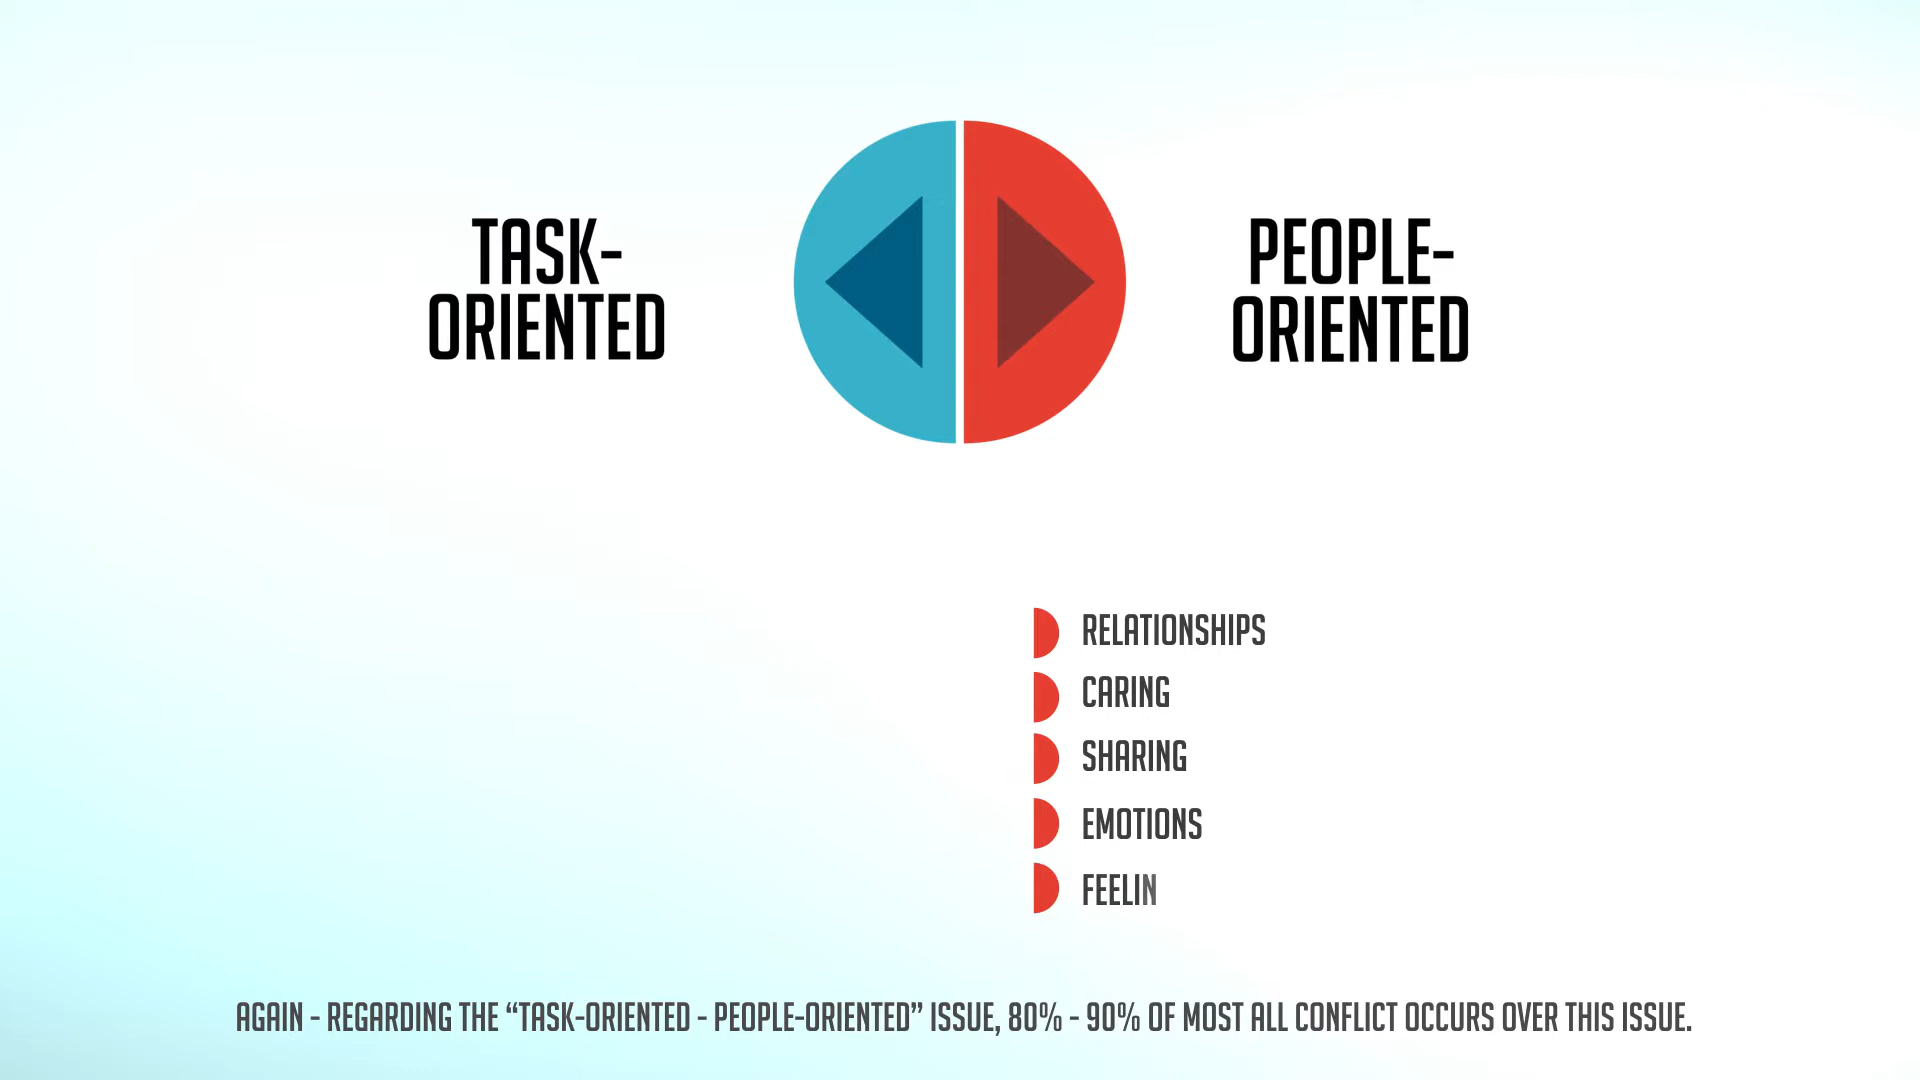 TASK-
ORIENTED
PEOPLE-
ORIENTED
RELATIONSHIPS
CARING
SHARING
EMOTIONS
FEELIN
AGAIN - REGARDING THE “TASK-ORIENTED - PEOPLE-ORIENTED” ISSUE, 80% - 90% OF MOST ALL CONFLICT OCCURS OVER THIS ISSUE.